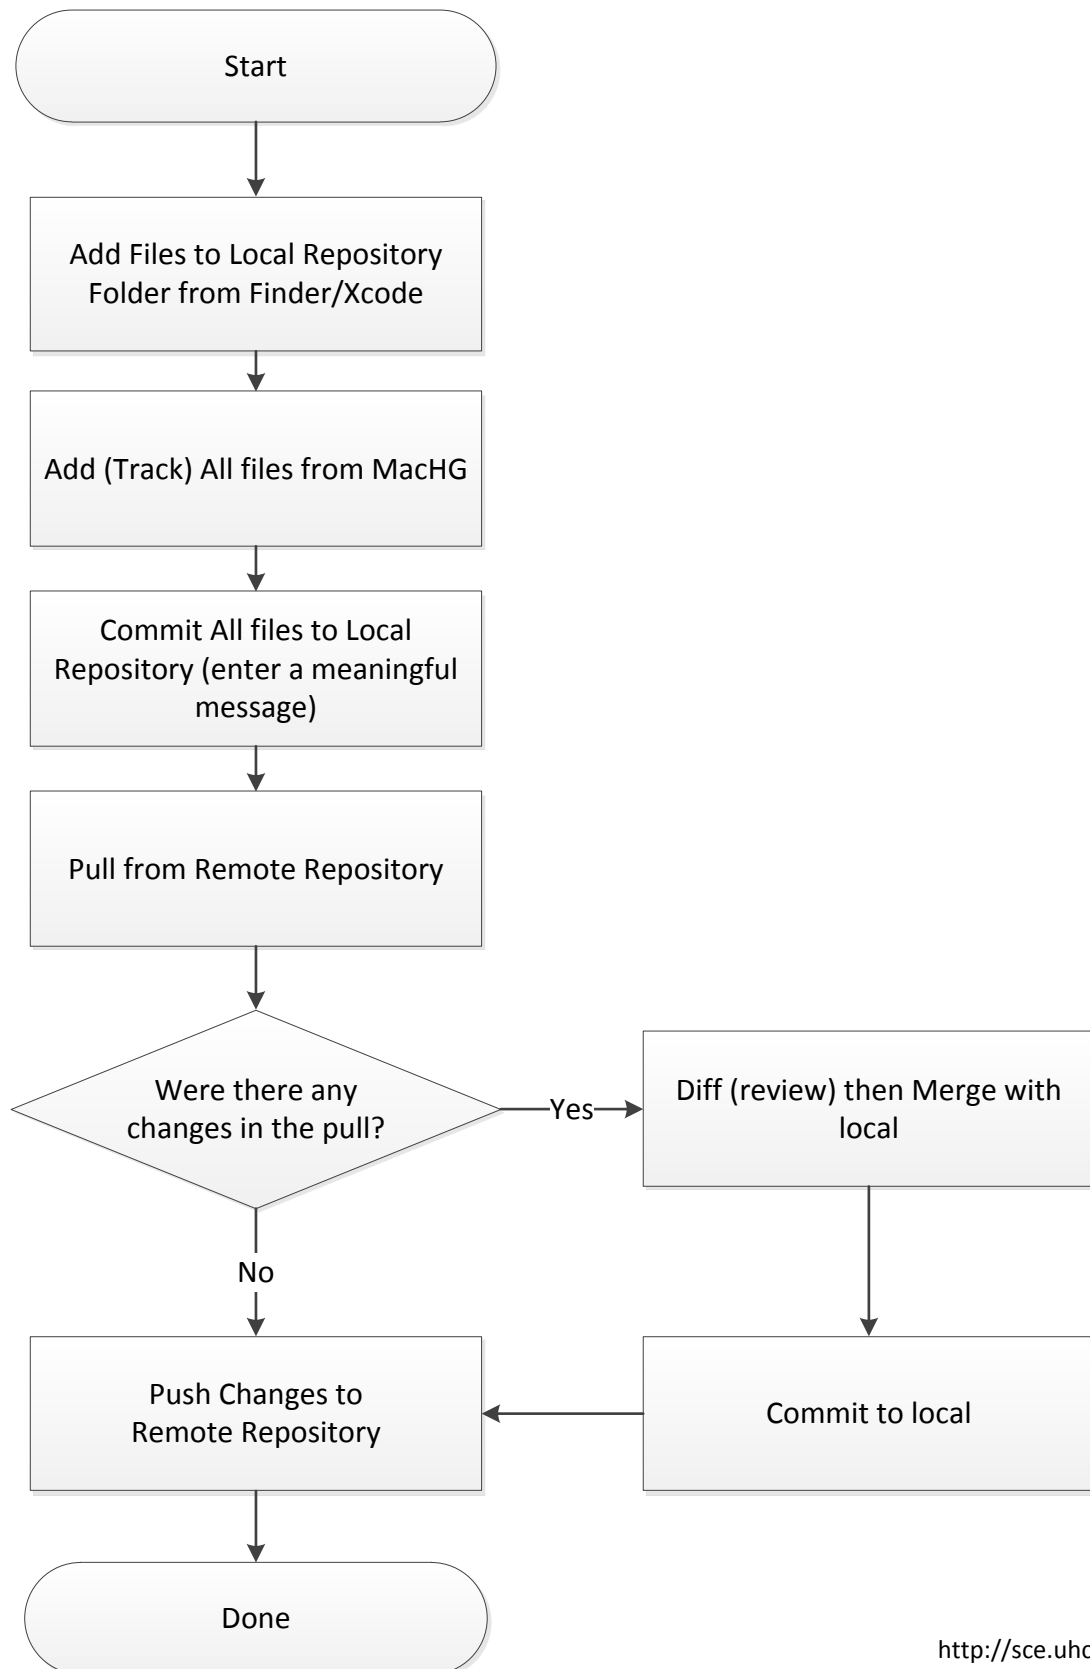 Start
Add Files to Local Repository
Folder from Finder/Xcode
Add (Track) All files from MacHG
Commit All files to Local
Repository (enter a meaningful
message)
Pull from Remote Repository
Were there any
changes in the pull?
Yes
Diff (review) then Merge with
local
No
Push Changes to
Remote Repository
Commit to local
Done
http://sce.uhc